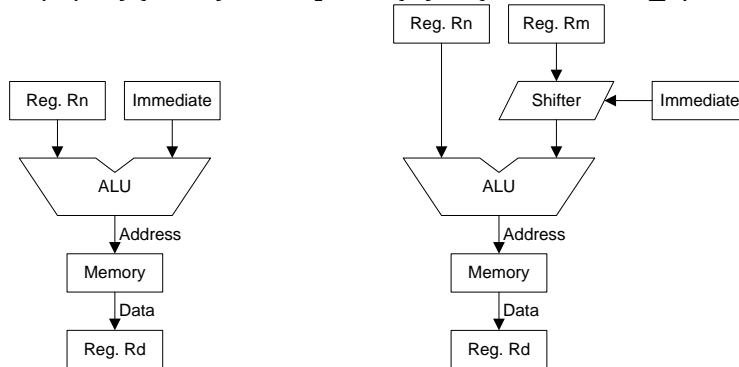 Reg. Rn
Immediate
ALU
Address
Memory
Data
Reg. Rd
Reg. Rn
Reg. Rm
Shifter
Immediate
ALU
Address
Memory
Data
Reg. Rd